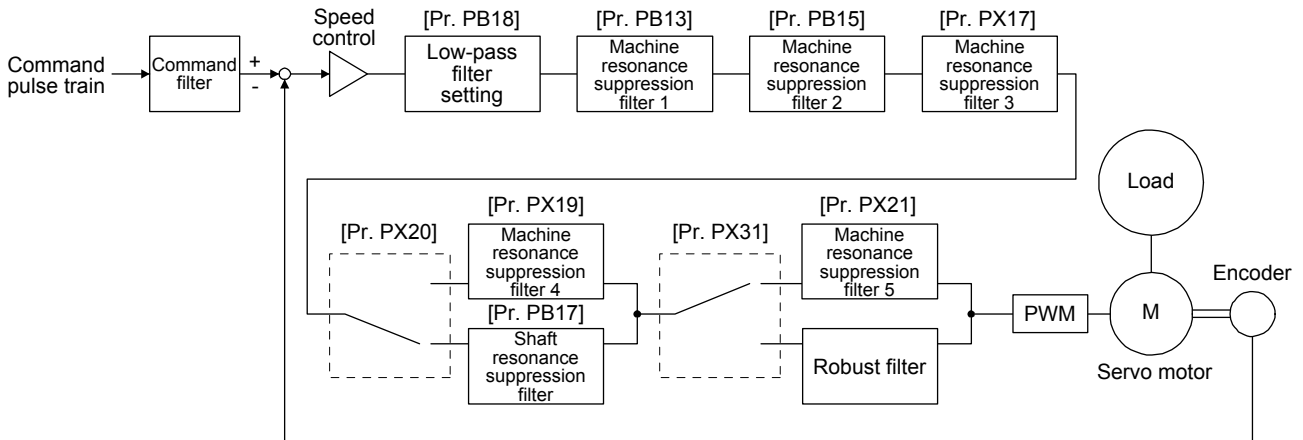 Command
pulse train
Command
filter
+
-
Speed
control
[Pr. PB18]
Low-pass
filter
setting
[Pr. PB13]
Machine
resonance
suppression
filter 1
[Pr. PB15]
Machine
resonance
suppression
filter 2
[Pr. PX17]
Machine
resonance
suppression
filter 3
[Pr. PX20]
[Pr. PX19]
Machine
resonance
suppression
filter 4
[Pr. PB17]
Shaft
resonance
suppression
filter
[Pr. PX31]
[Pr. PX21]
Machine
resonance
suppression
filter 5
Robust filter
PWM
Load
M
Servo motor
Encoder